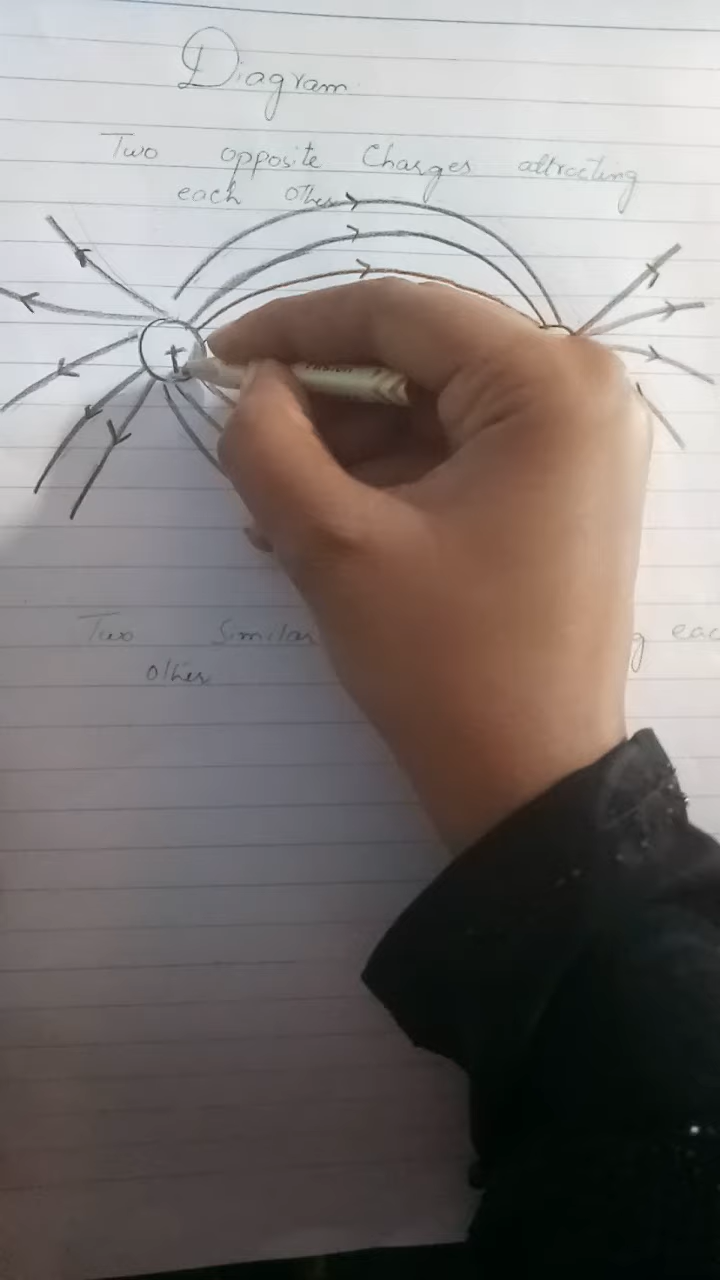 Diagram
Two opposite Charges attracting
each other
+
Two Similar
other